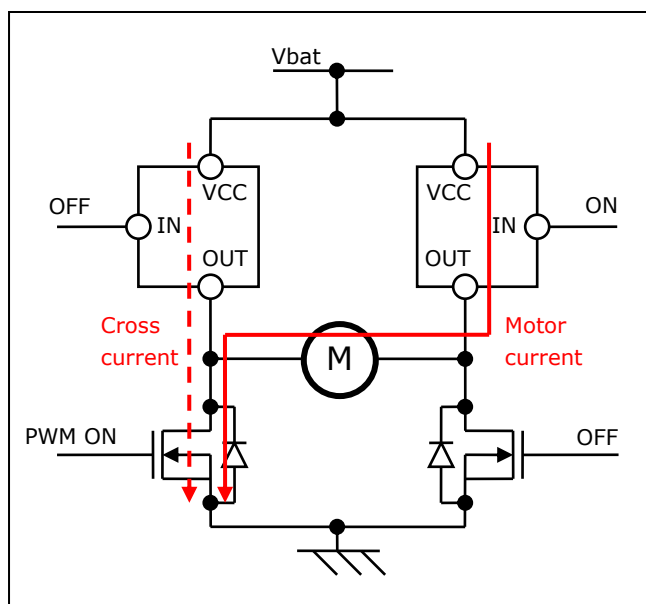 Vbat
VCC
VCC
OFF
IN
IN
ON
OUT
OUT
Cross
current
M
Motor
current
PWM ON
OFF